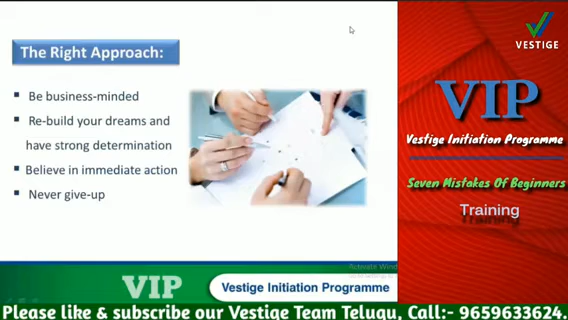 The Right Approach:
Be business-minded
Re-build your dreams and
have strong determination
Believe in immediate action
Never give-up
VESTIGE
VIP
Vestige Initiation Programme
Seven Mistakes Of Beginners
Training
Activate Wind
VIP
Vestige Initiation Programme
Please like & subscribe our Vestige Team Telugu, Call:- 9659633624.